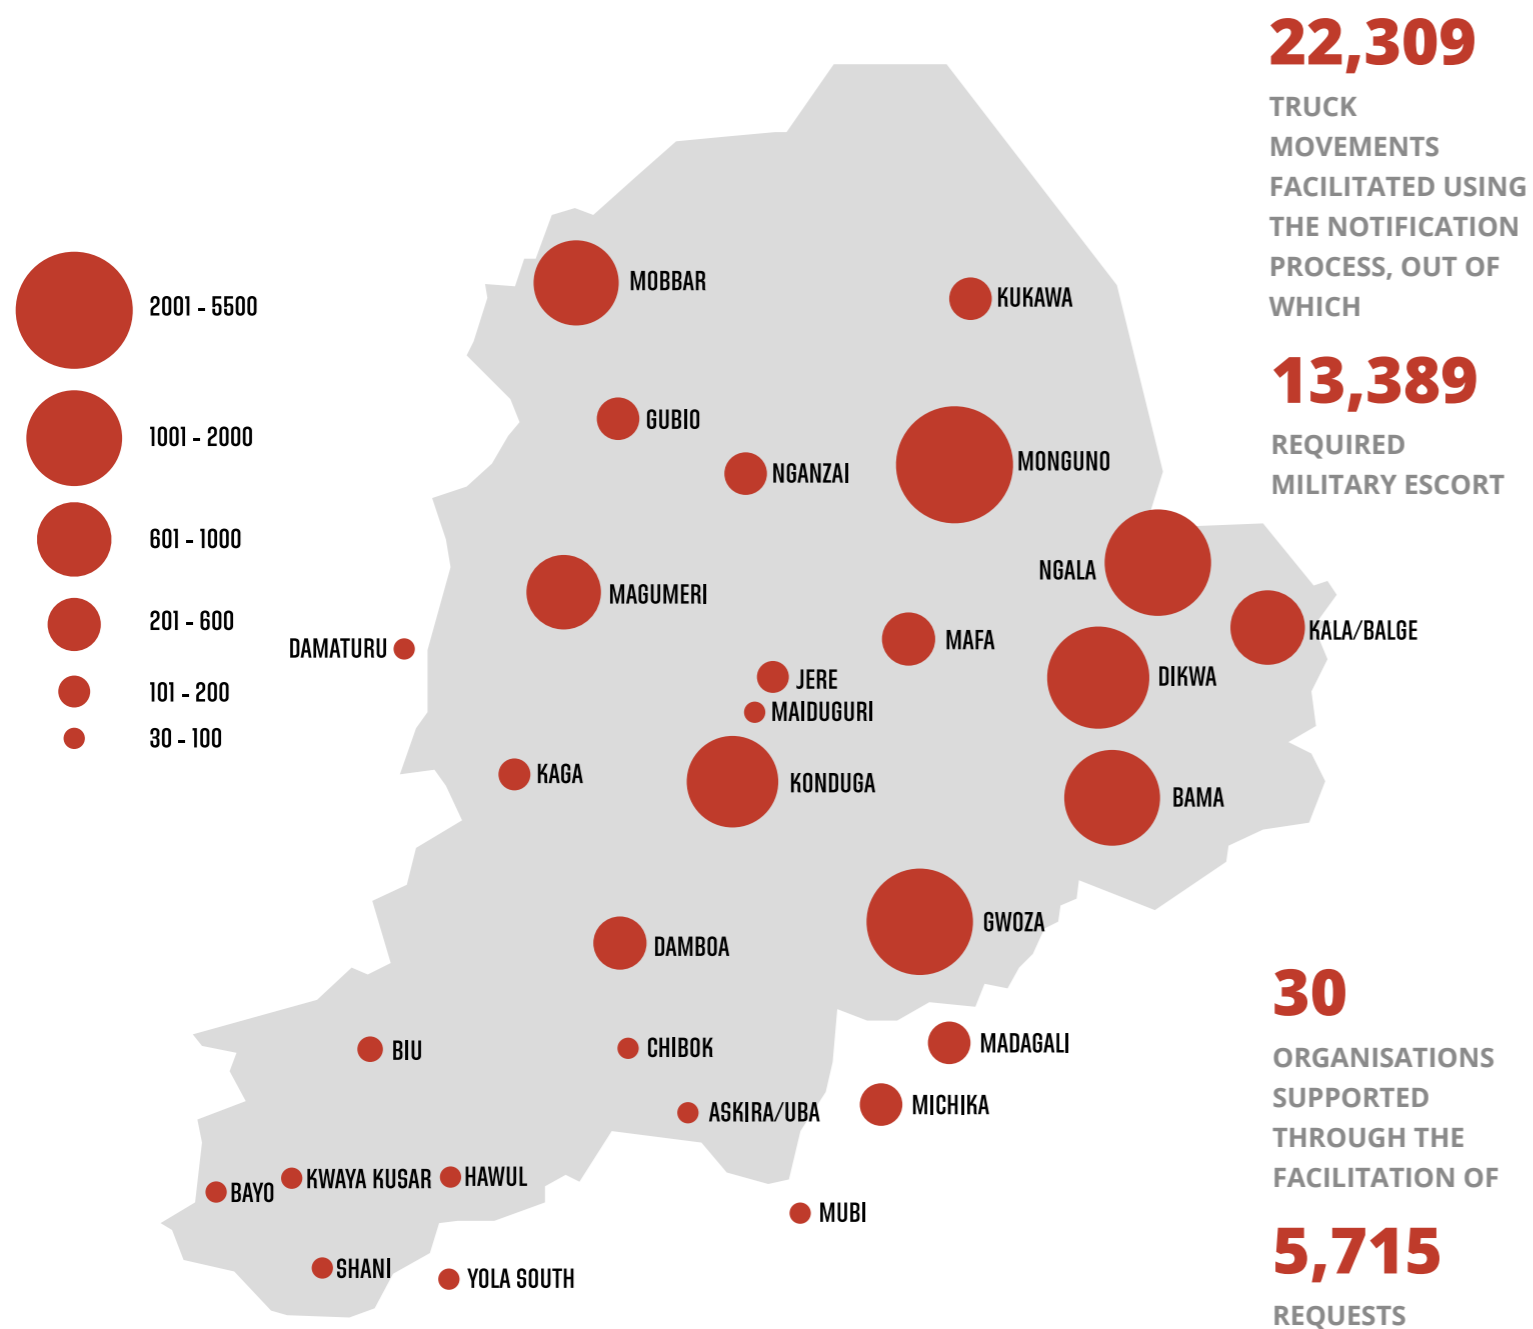 22,309
TRUCK
MOVEMENTS
FACILITATED USING
THE NOTIFICATION
PROCESS, OUT OF
WHICH
13,389
REQUIRED
MILITARY ESCORT
2001 - 5500
1001 - 2000
601 - 1000
201 - 600
101 - 200
30 - 100
MOBBAR
KUKAWA
GUBIO
NGANZAI
MONGUNO
NGALA
MAGUMERI
KALA/BALGE
DAMATURU
MAFA
JERE
DIKWA
MAIDUGURI
KAGA
KONDUGA
BAMA
GWOZA
DAMBOA
BIU
CHIBOK
MADAGALI
ASKIRA/UBA
MICHIKA
BAYO
KWAYA KUSAR
HAWUL
MUBI
SHANI
YOLA SOUTH
30
ORGANISATIONS
SUPPORTED
THROUGH THE
FACILITATION OF
5,715
REQUESTS